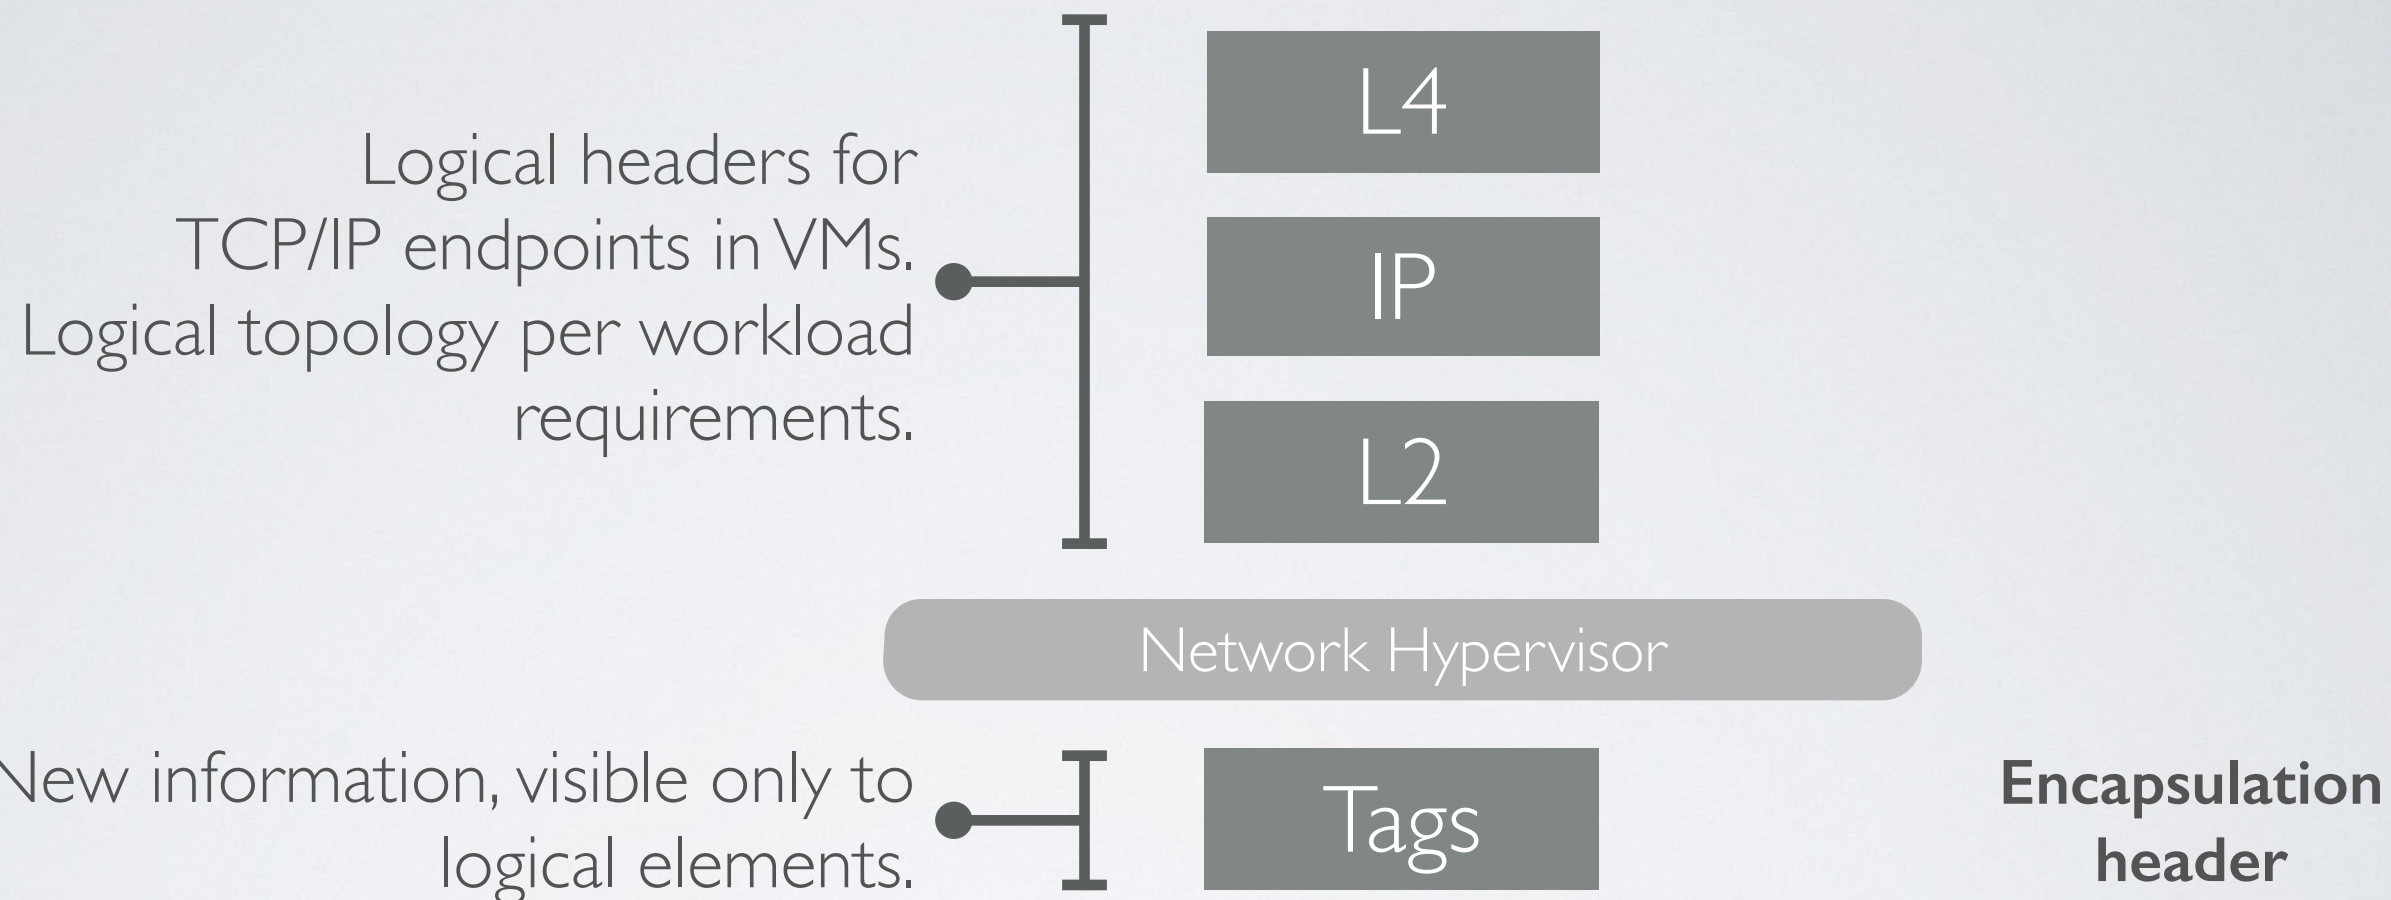 Logical headers for
TCP/IP endpoints in VMs.
Logical topology per workload
requirements.
L4
IP
L2
Network Hypervisor
New information, visible only to
logical elements.
Tags
Encapsulation
header